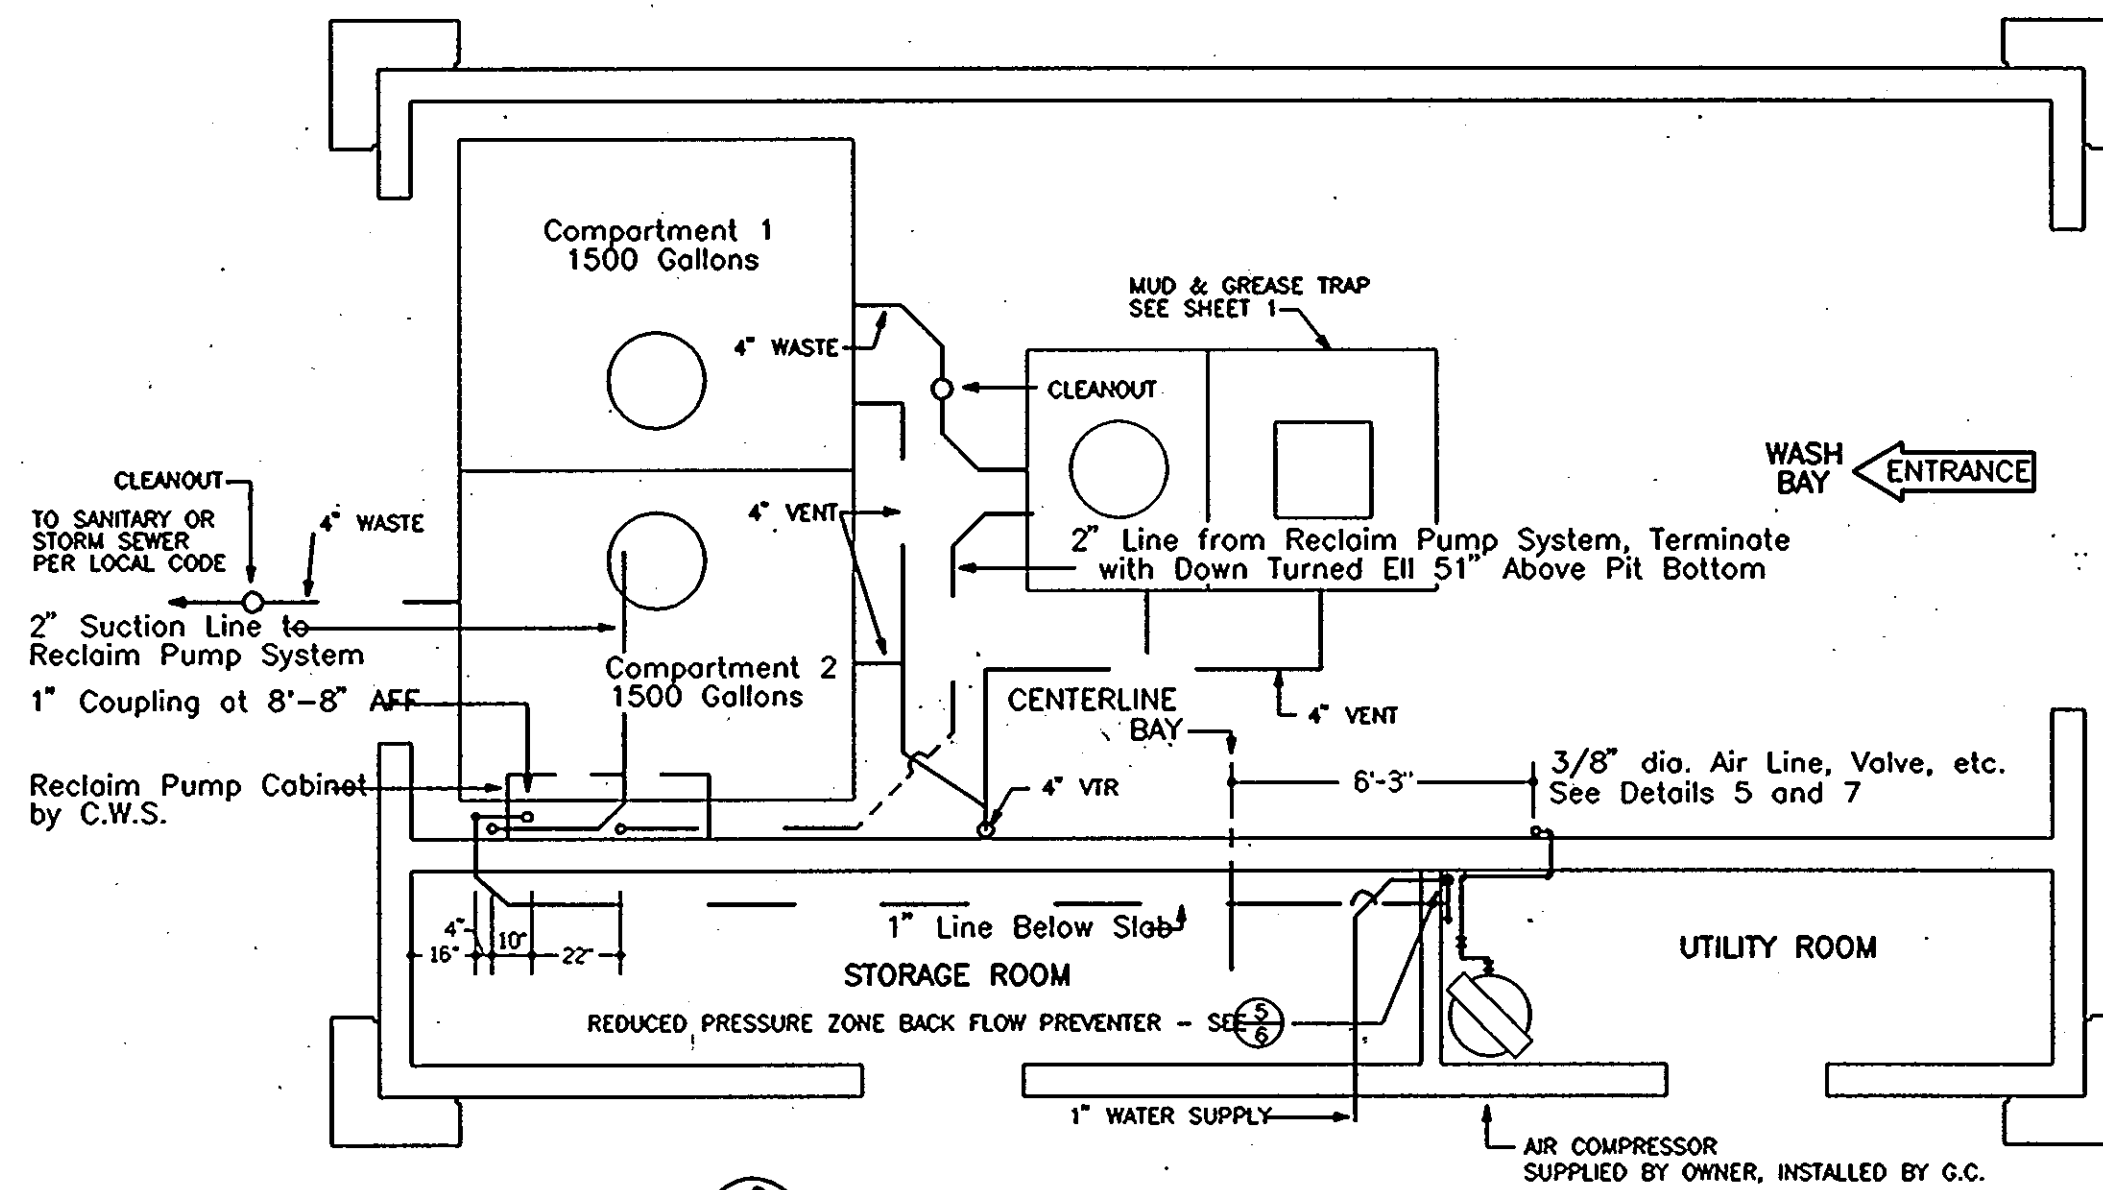 Compartment 1
1500 Gallons
MUD & GREASE TRAP
SEE SHEET 1
4" WASTE
CLEANOUT
WASH
BAY
ENTRANCE
CLEANOUT
TO SANITARY OR
STORM SEWER
PER LOCAL CODE
4" WASTE
4" VENT
2" Line from Reclaim Pump System, Terminate
with Down Turned Ell 51" Above Pit Bottom
2" Suction Line to
Reclaim Pump System
Compartment 2
1500 Gallons
1" Coupling at 8'-8" AFF
CENTERLINE
BAY
4" VENT
Reclaim Pump Cabinet
by C.W.S.
4" VTR
6'-3"
3/8" dia. Air Line, Valve, etc.
See Details 5 and 7
1" Line Below Slab
4"
16"
10"
22"
STORAGE ROOM
UTILITY ROOM
REDUCED PRESSURE ZONE BACK FLOW PREVENTER - SEE
5
6
1" WATER SUPPLY
AIR COMPRESSOR
SUPPLIED BY OWNER, INSTALLED BY G.C.